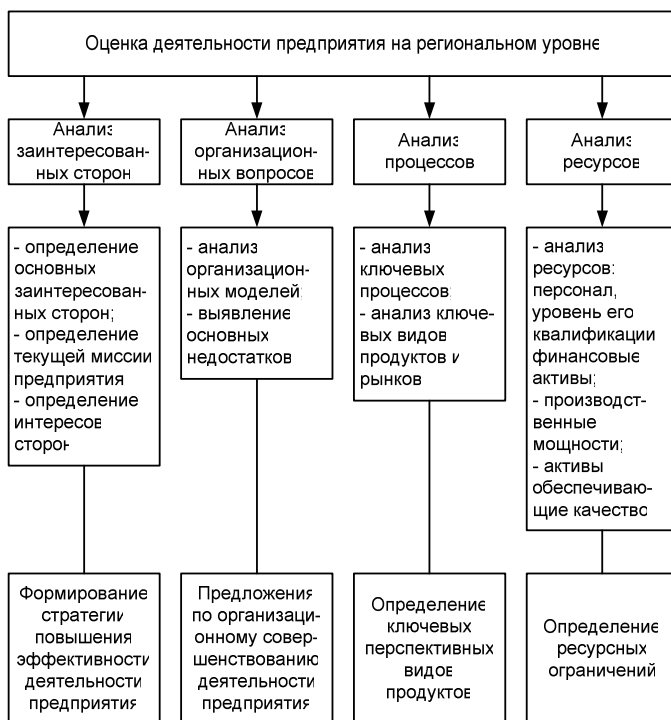 Оценка деятельности предприятия на региональном уровне
Анализ
заинтересован-
ных сторон
Анализ
организацион-
ных вопросов
Анализ
процессов
Анализ
ресурсов
- определение
основных
заинтересован-
ных сторон;
- определение
текущей миссии
предприятия
- определение
интересов
сторон
- анализ
организацион-
ных моделей;
- выявление
основных
недостатков
- анализ
ключевых
процессов;
- анализ ключе-
вых видов
продуктов и
рынков
- анализ
ресурсов:
персонал,
уровень его
квалификации
финансовые
активы;
- производст-
венные
мощности;
- активы
обеспечиваю-
щие качество
Формирование
стратегии
повышения
эффективности
деятельности
предприятия
Предложения
по организаци-
онному совер-
шенствованию
деятельности
предприятия
Определение
ключевых
перспективных
видов
продуктов
Определение
ресурсных
ограничений